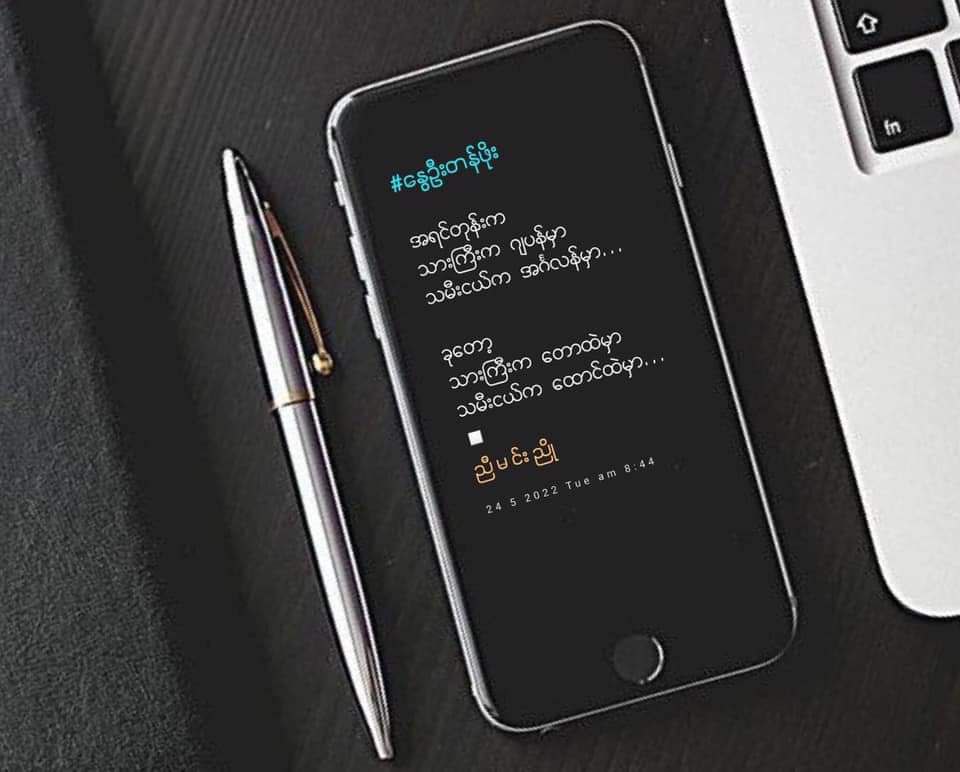 #နွေဦးတန်ဖိုး
အရင်တုန်းက
သားကြီးက ဂျပန်မှာ
သမီးငယ်က အင်္ဂလန်မှာ...
ခုတော့
သားကြီးက တောထဲမှာ
သမီးငယ်က ထောင်ထဲမှာ...
ညီမင်းညို
24 5 2022 Tue am 8:44
fn